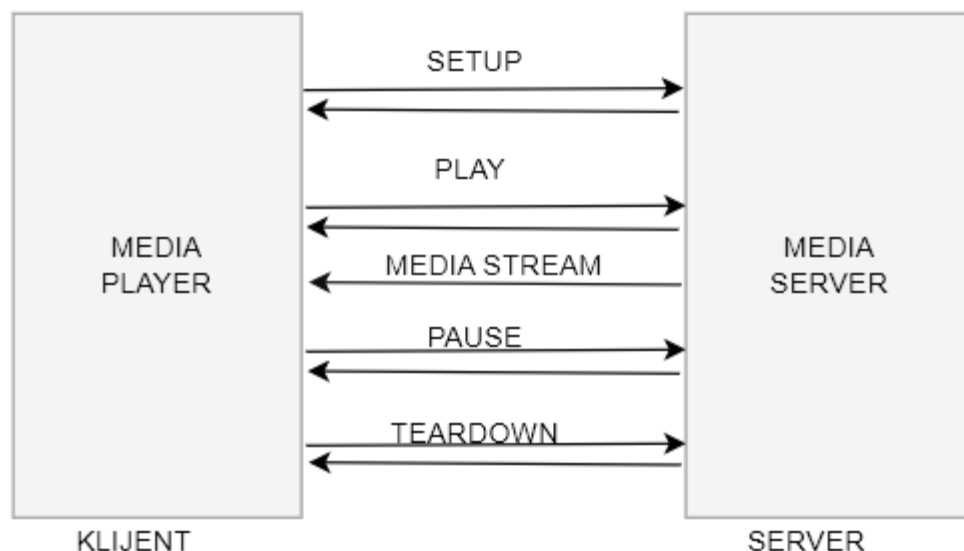 SETUP
PLAY
MEDIA
PLAYER
MEDIA STREAM
MEDIA
SERVER
PAUSE
TEARDOWN
KLIJENT
SERVER